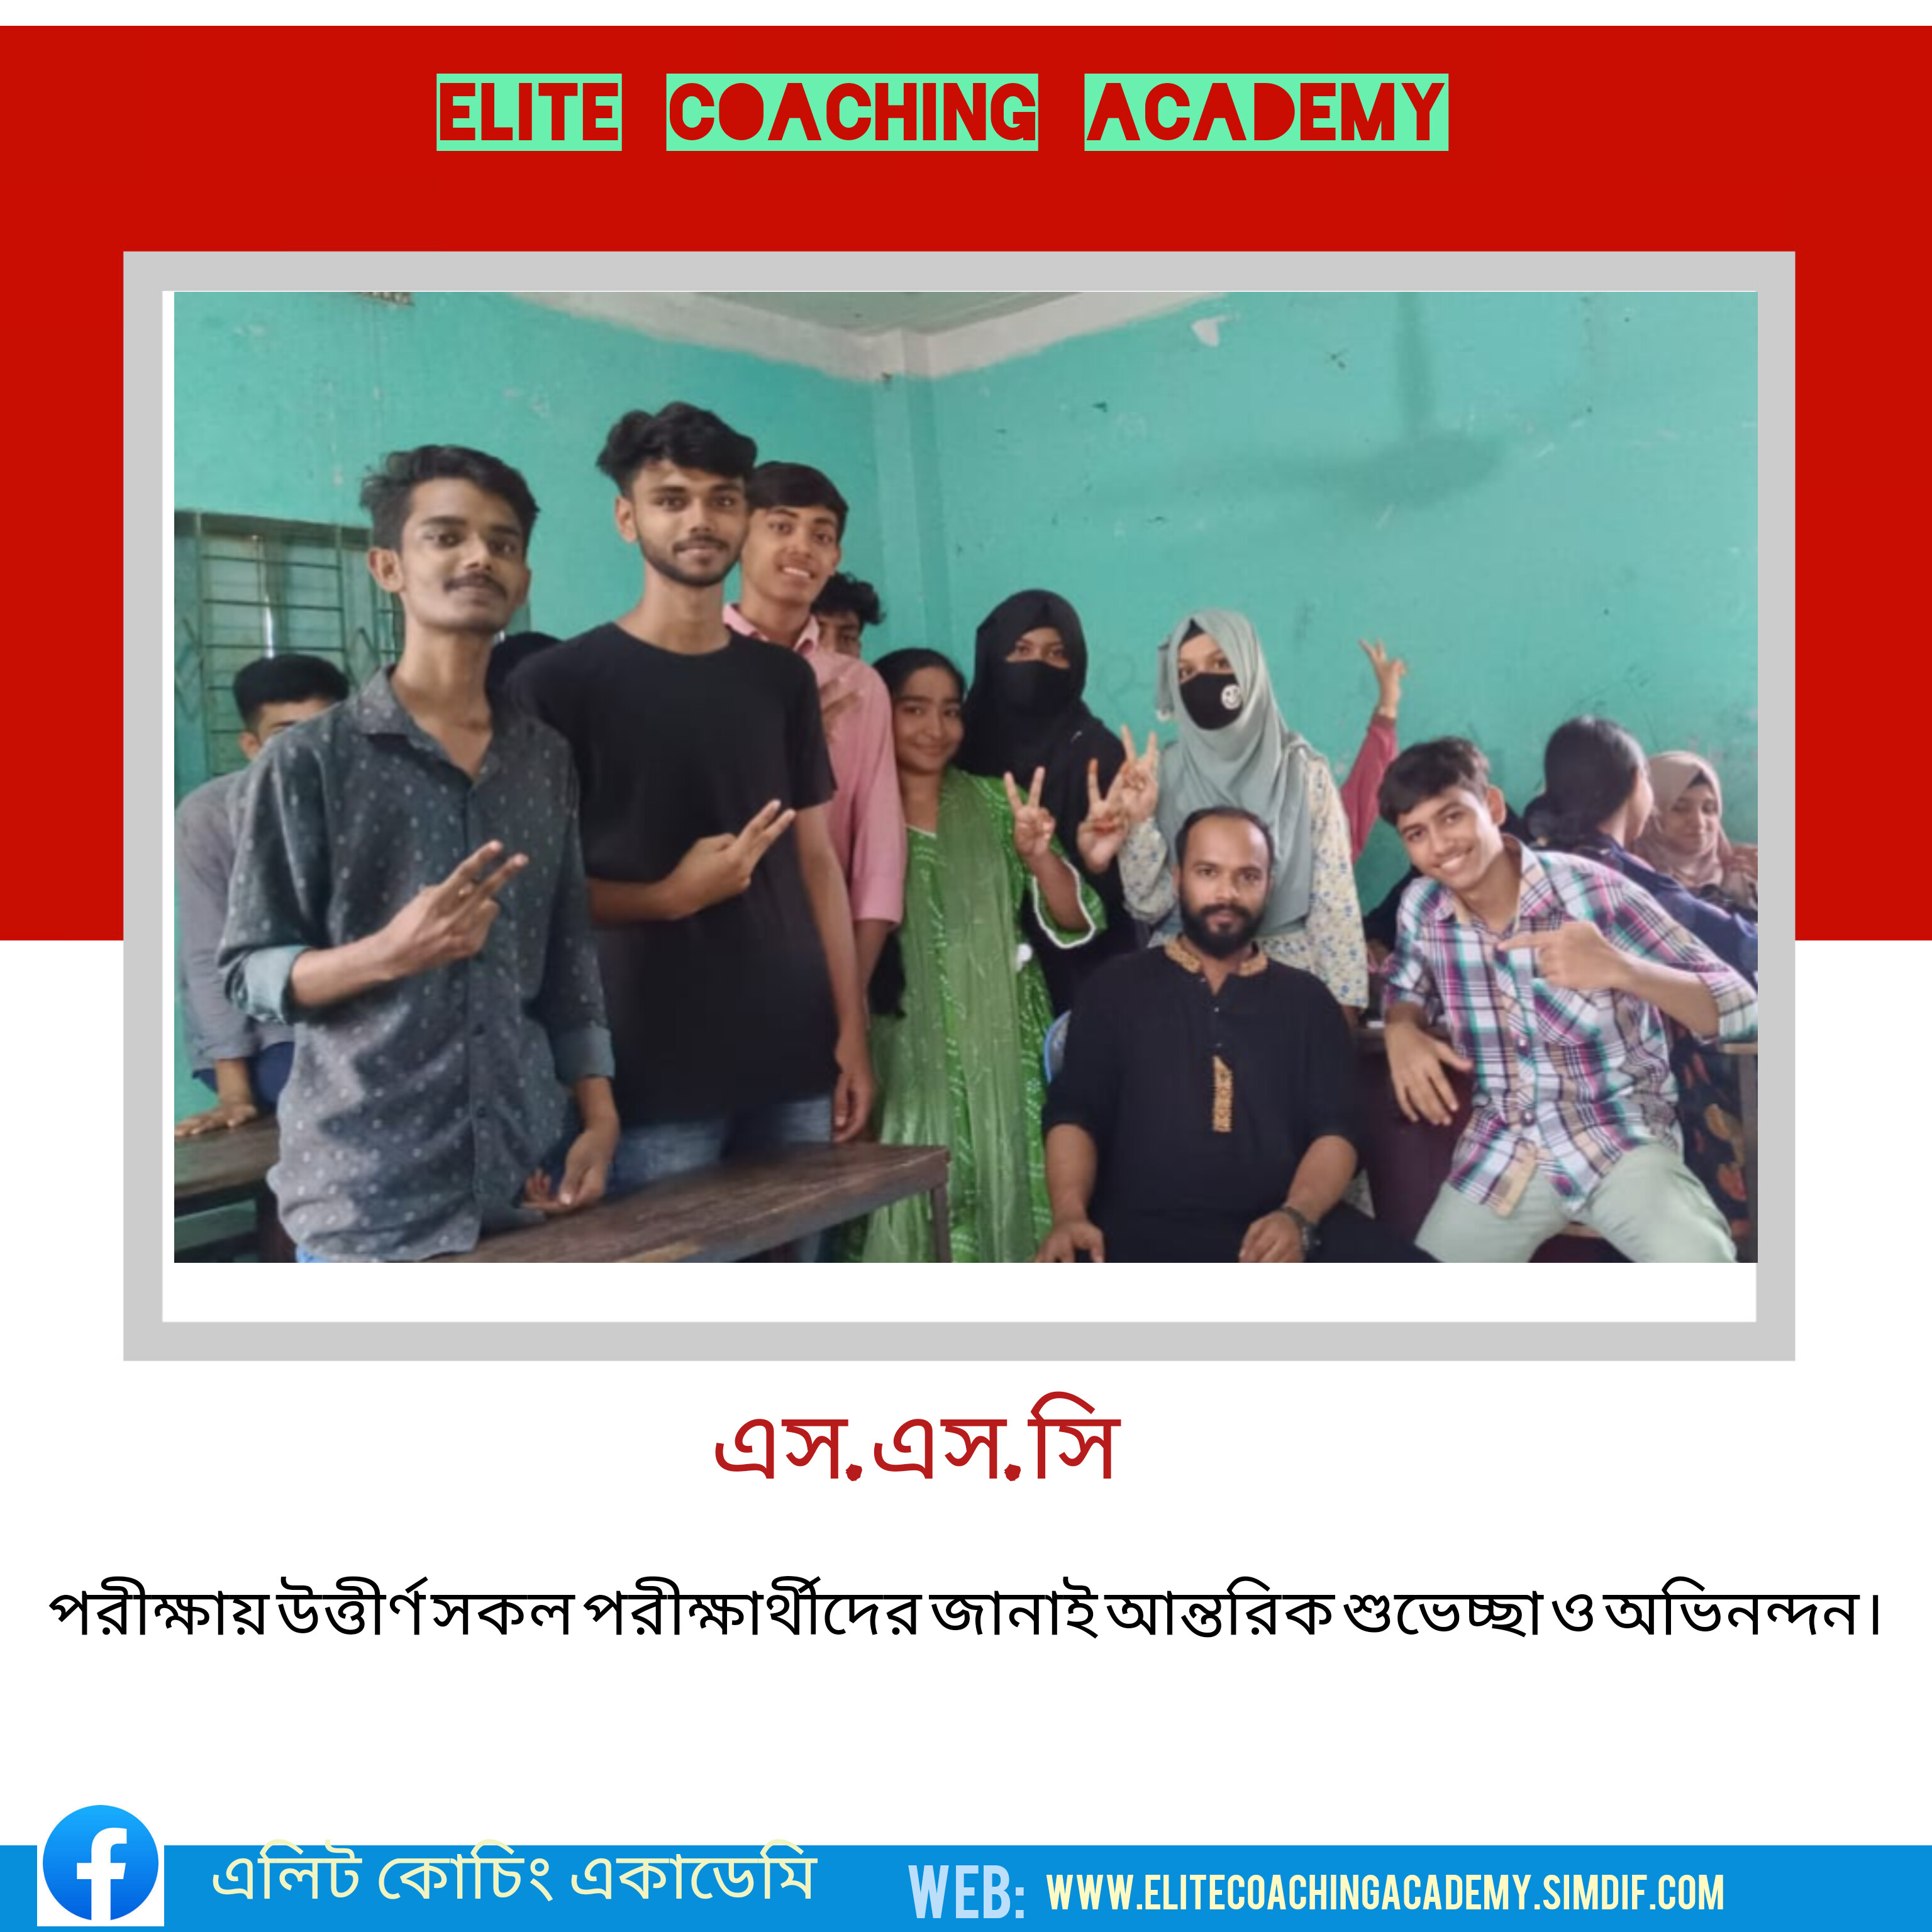 ELITE COACHING ACADEMY
এস.এস.সি
পরীক্ষায় উত্তীর্ণ সকল পরীক্ষার্থীদের জানাই আন্তরিক শুভেচ্ছা ও অভিনন্দন।
এলিট কোচিং একাডেমি
WEB: WWW.ELITECOACHINGACADEMY.SIMDIF.COM